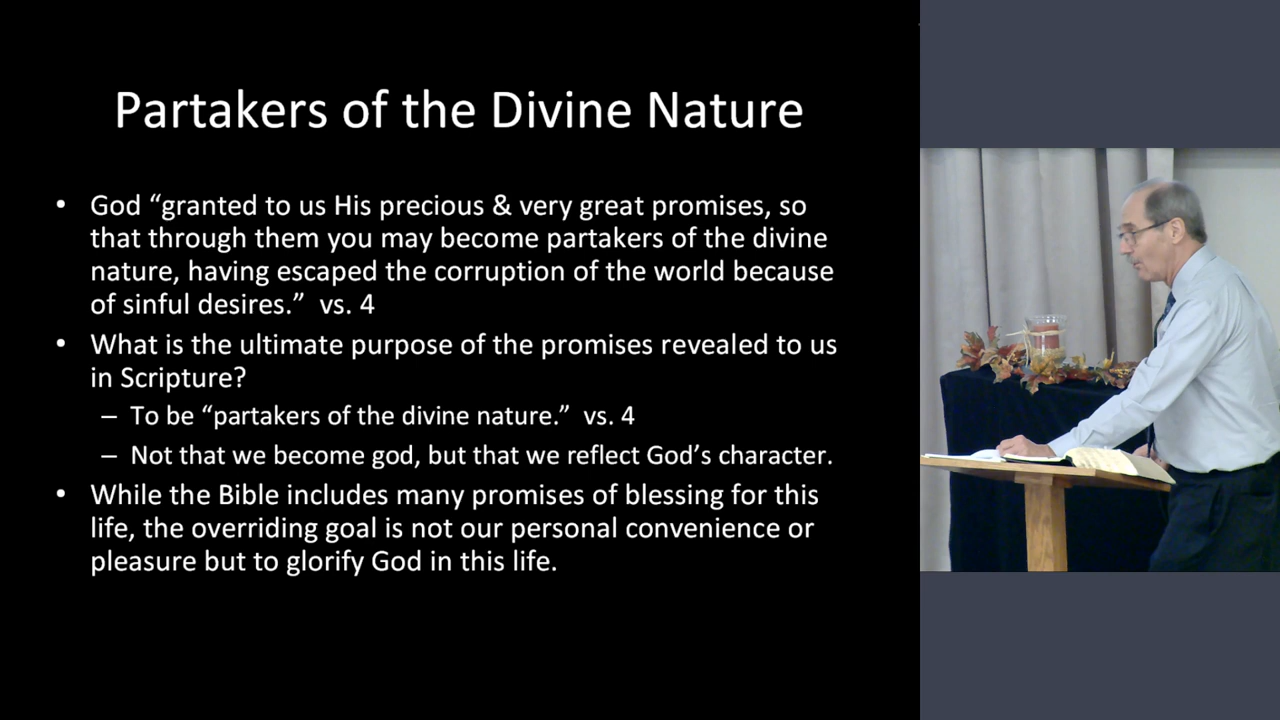 Partakers of the Divine Nature
• God “granted to us His precious & very great promises, so
that through them you may become partakers of the divine
nature, having escaped the corruption of the world because
of sinful desires.”  vs. 4
• What is the ultimate purpose of the promises revealed to us
in Scripture?
– To be “partakers of the divine nature.”  vs. 4
– Not that we become god, but that we reflect God’s character.
• While the Bible includes many promises of blessing for this
life, the overriding goal is not our personal convenience or
pleasure but to glorify God in this life.